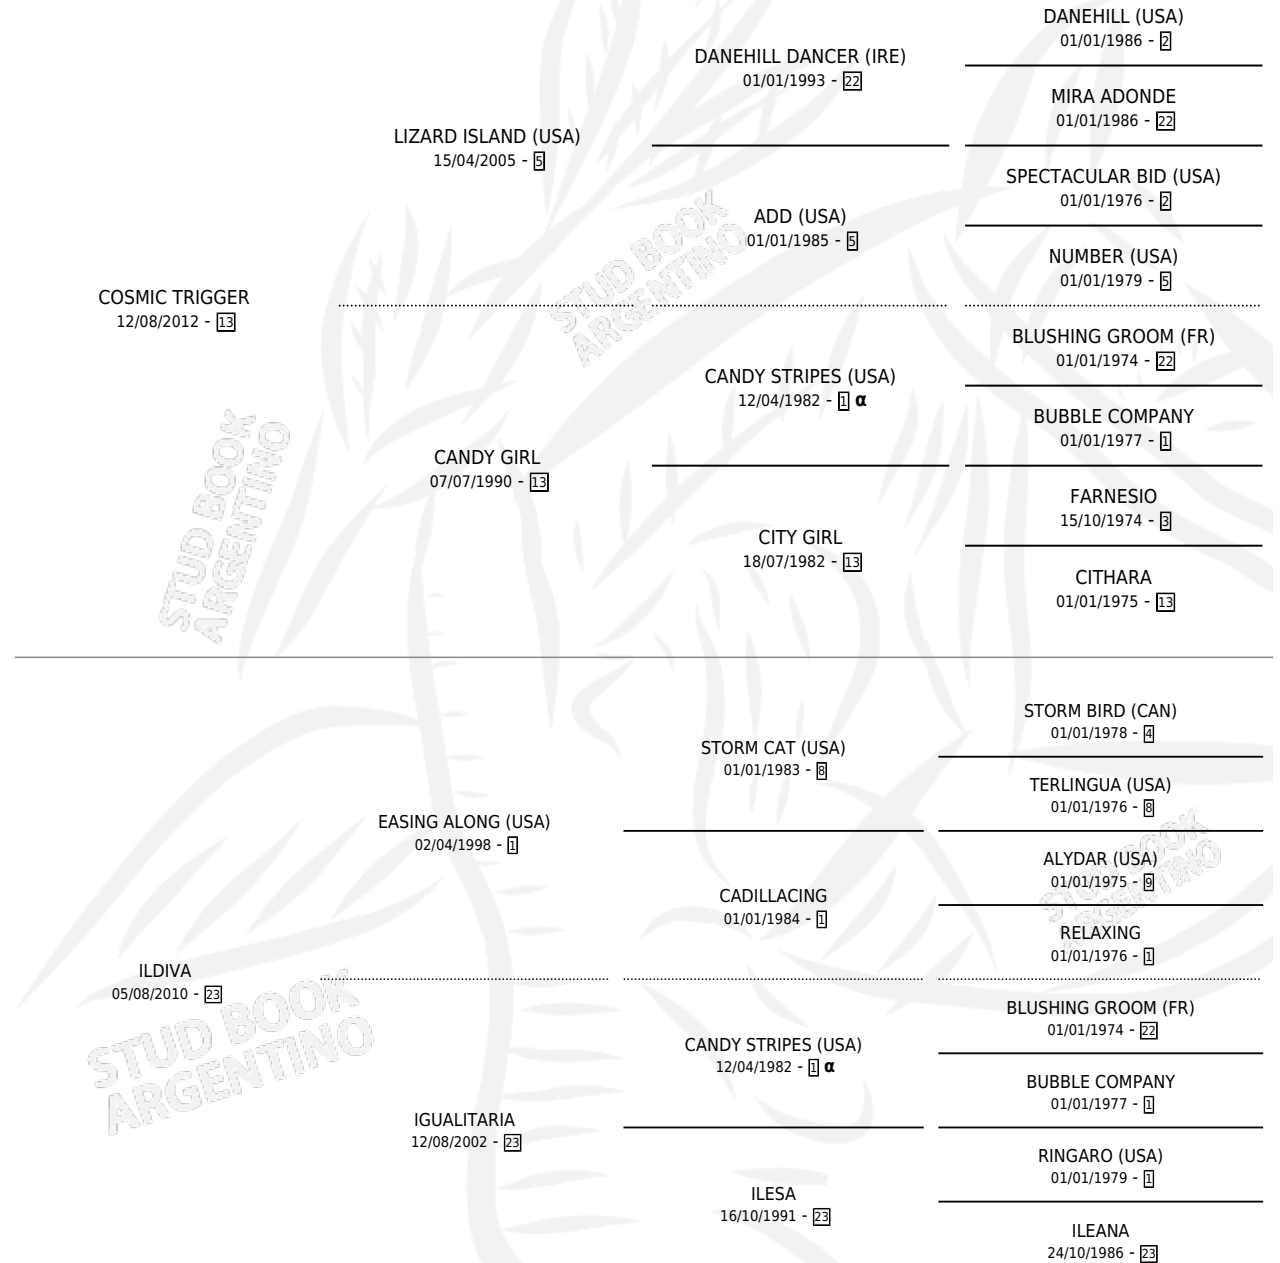 DANEHILL (USA)
01/01/1986 - 2
DANEHILL DANCER (IRE)
01/01/1993 - 22
MIRA ADONDE
01/01/1986 - 22
LIZARD ISLAND (USA)
15/04/2005 - 5
SPECTACULAR BID (USA)
01/01/1976 - 2
ADD (USA)
01/01/1985 - 5
NUMBER (USA)
01/01/1979 - 5
STUD BOOK
ARGENTINO
COSMIC TRIGGER
12/08/2012 - 13
BLUSHING GROOM (FR)
01/01/1974 - 22
CANDY STRIPES (USA)
12/04/1982 - 1 α
BUBBLE COMPANY
01/01/1977 - 1
CANDY GIRL
07/07/1990 - 13
FARNESIO
15/10/1974 - 3
CITY GIRL
18/07/1982 - 13
CITHARA
01/01/1975 - 13
STUD BOOK
ARGENTINO
STORM BIRD (CAN)
01/01/1978 - 4
STORM CAT (USA)
01/01/1983 - 8
TERLINGUA (USA)
01/01/1976 - 8
EASING ALONG (USA)
02/04/1998 - 1
ALYDAR (USA)
01/01/1975 - 9
CADILLACING
01/01/1984 - 1
RELAXING
01/01/1976 - 1
STUD BOOK
ARGENTINO
ILDIVA
05/08/2010 - 23
BLUSHING GROOM (FR)
01/01/1974 - 22
CANDY STRIPES (USA)
12/04/1982 - 1 α
BUBBLE COMPANY
01/01/1977 - 1
STUD BOOK
ARGENTINO
IGUALITARIA
12/08/2002 - 23
RINGARO (USA)
01/01/1979 - 1
ILESA
16/10/1991 - 23
ILEANA
24/10/1986 - 23